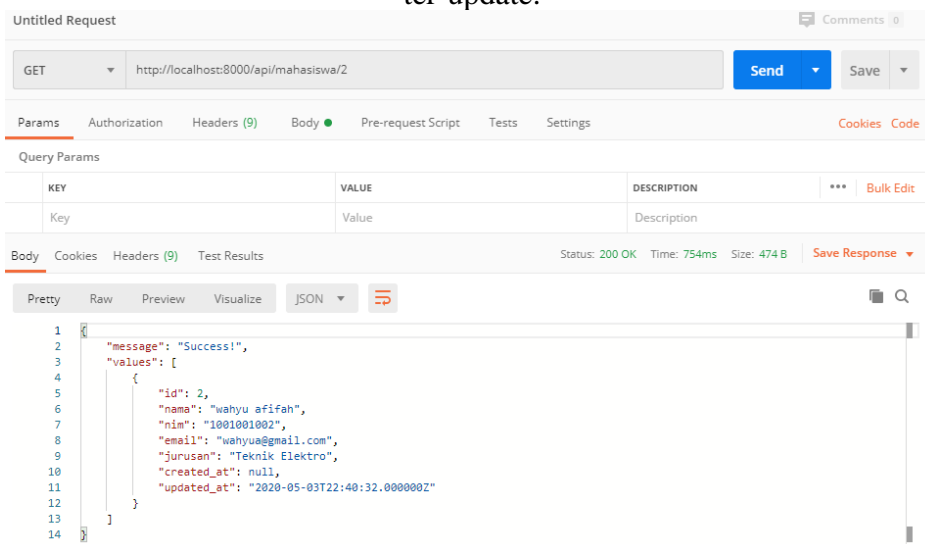 ter update.
Untitled Request Comments 0
GET http://localhost:8000/api/mahasiswa/2 Send Save
Params Authorization Headers (9) Body Pre-request Script Tests Settings Cookies Code
Query Params
KEY VALUE DESCRIPTION ••• Bulk Edit
Key Value Description
Body Cookies Headers (9) Test Results Status: 200 OK Time: 754ms Size: 474 B Save Response
Pretty Raw Preview Visualize JSON
1 {
2 "message": "Success!",
3 "values": [
4 {
5 "id": 2,
6 "nama": "wahyu afifah",
7 "nim": "1001001002",
8 "email": "wahyua@gmail.com",
9 "jurusan": "Teknik Elektro",
10 "created_at": null,
11 "updated_at": "2020-05-03T22:40:32.000000Z"
12 }
13 ]
14 }